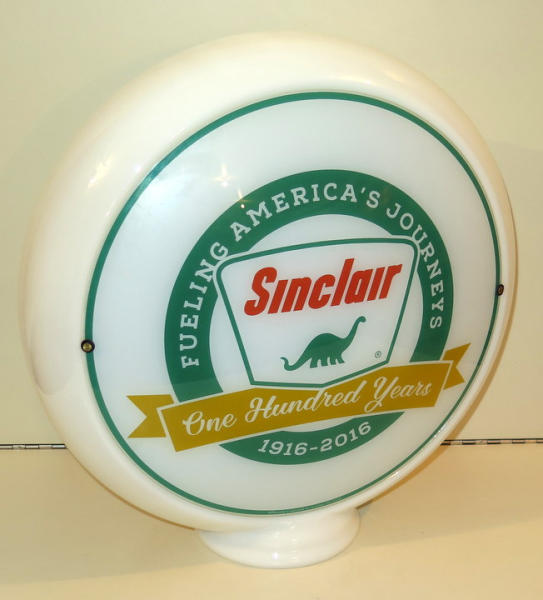 FUELING AMERICA'S JOURNEYS
Sinclair
®
One Hundred Years
1916-2016